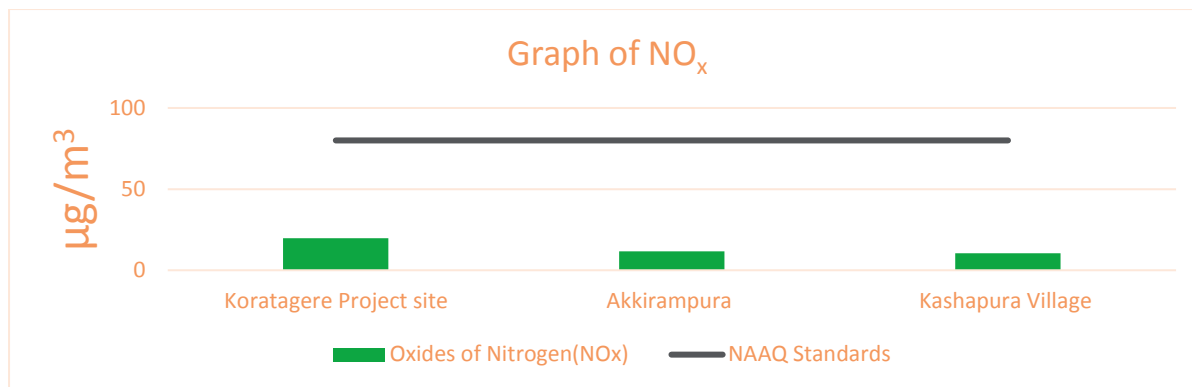 Graph of NOₓ
100
50
0
µg/m³
Koratagere Project site
Akkirampura
Kashapura Village
Oxides of Nitrogen(NOx)
NAAQ Standards